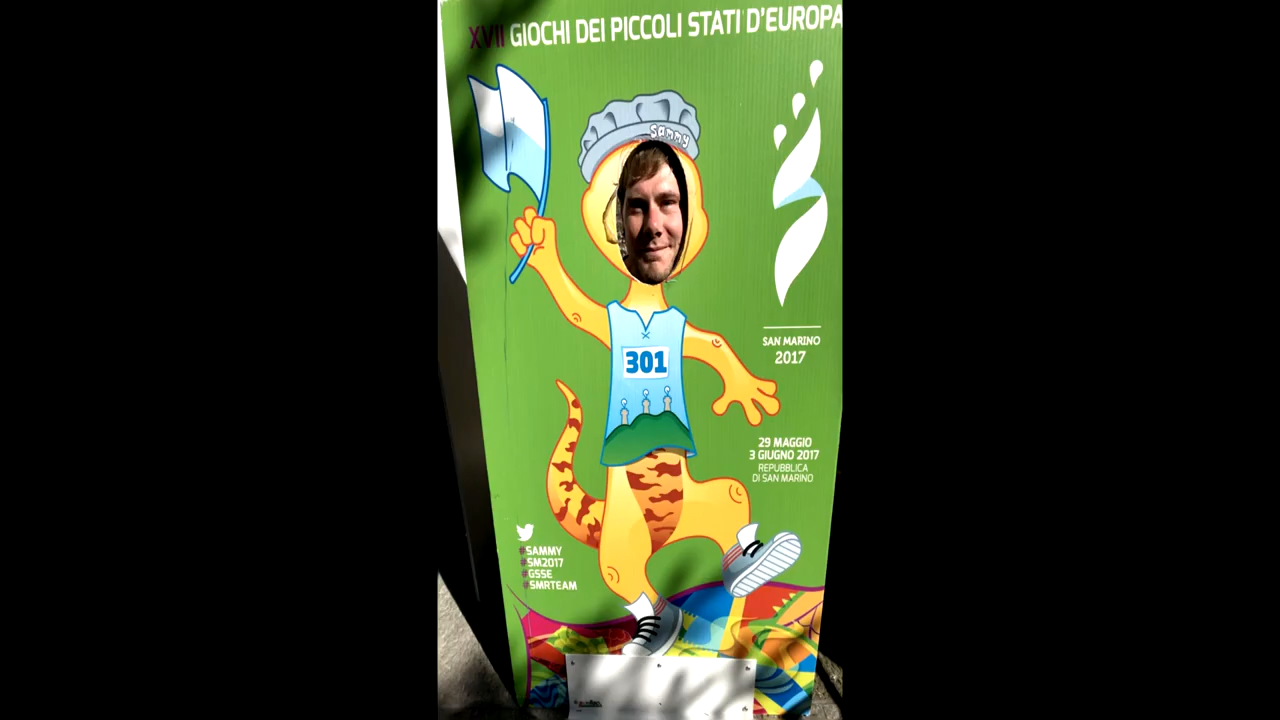 XVII GIOCHI DEI PICCOLI STATI D'EUROPA
Sammy
301
SAN MARINO
2017
29 MAGGIO
3 GIUGNO 2017
REPUBBLICA
DI SAN MARINO
#SAMMY
#SM2017
#GSSE
#SMRTEAM